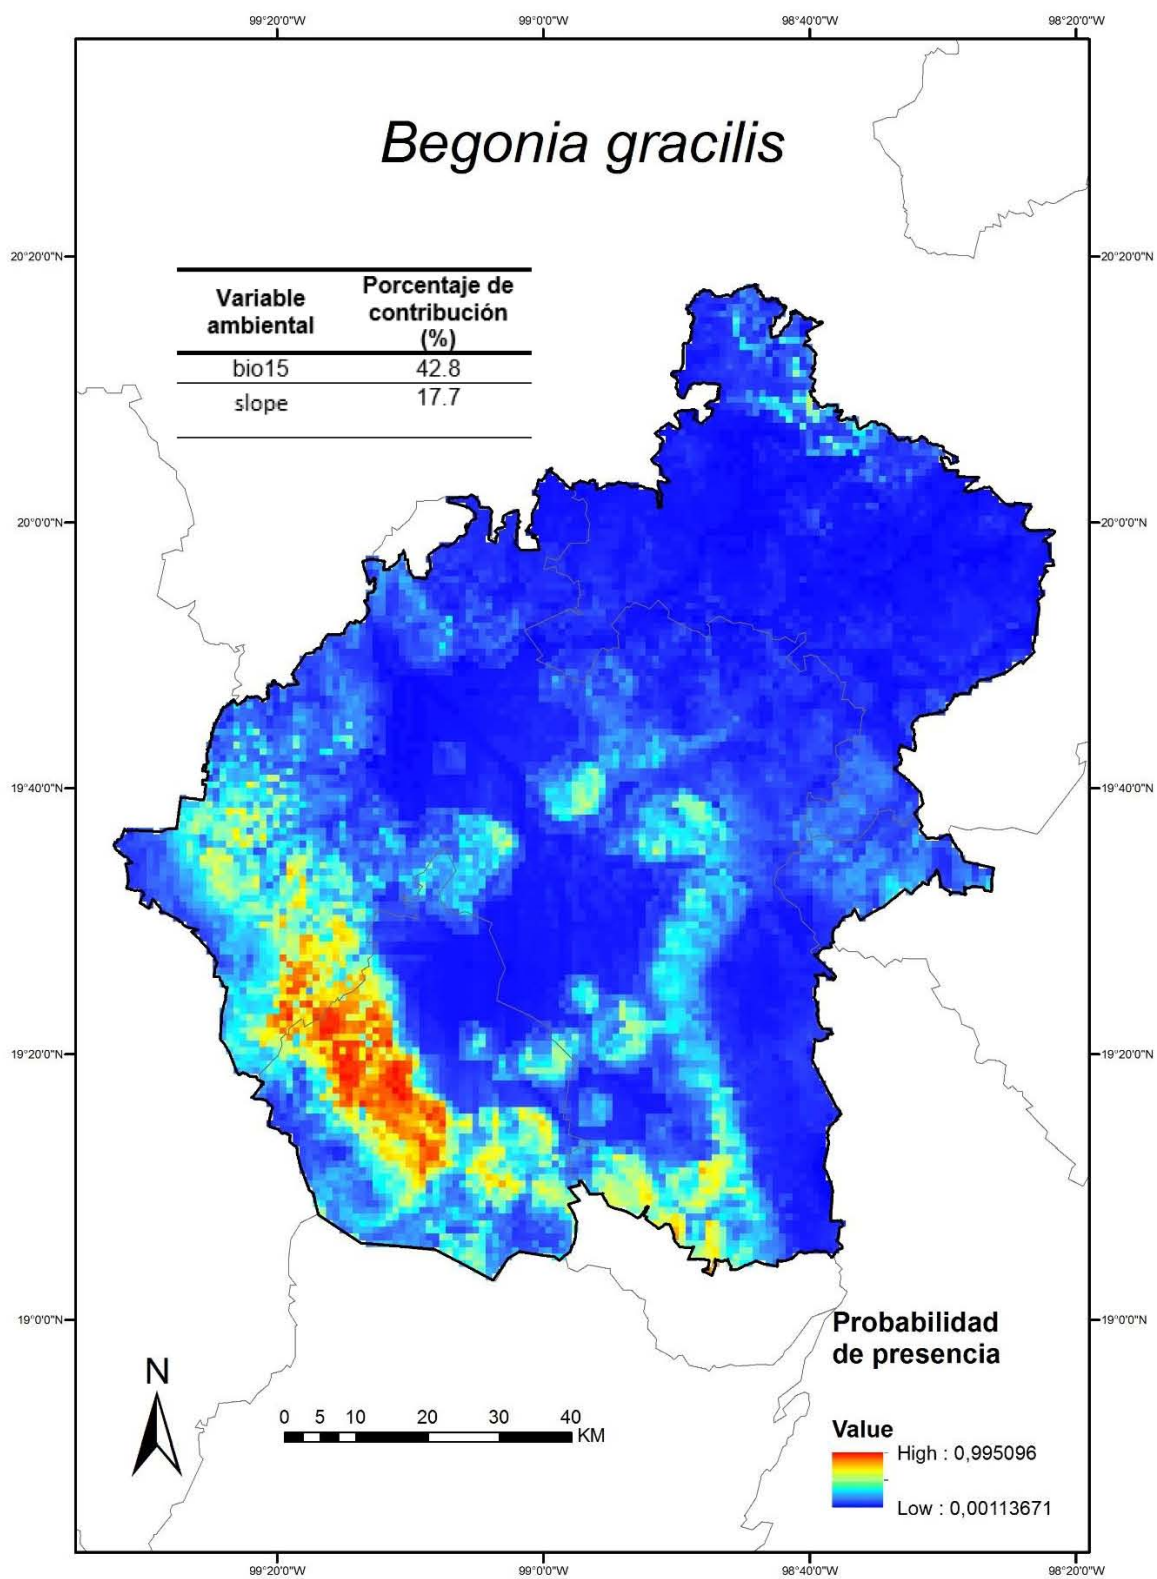 99°20'0"W 99°0'0"W 98°40'0"W 98°20'0"W
Begonia gracilis
20°20'0"N 20°20'0"N
Variable ambiental
Porcentaje de contribución (%)
bio15 42.8
slope 17.7
20°0'0"N 20°0'0"N
19°40'0"N 19°40'0"N
19°20'0"N 19°20'0"N
19°0'0"N 19°0'0"N
Probabilidad
de presencia
N
0 5 10 20 30 40
KM
Value
High : 0,995096
Low : 0,00113671
99°20'0"W 99°0'0"W 98°40'0"W 98°20'0"W